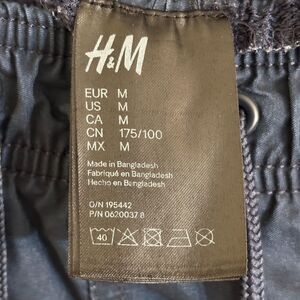 H&M
EUR M
US M
CA M
CN 175/100
MX M
Made in Bangladesh
Fabriqué en Bangladesh
Hecho en Bangladesh
O/N 195442
P/N 0620037 8
40